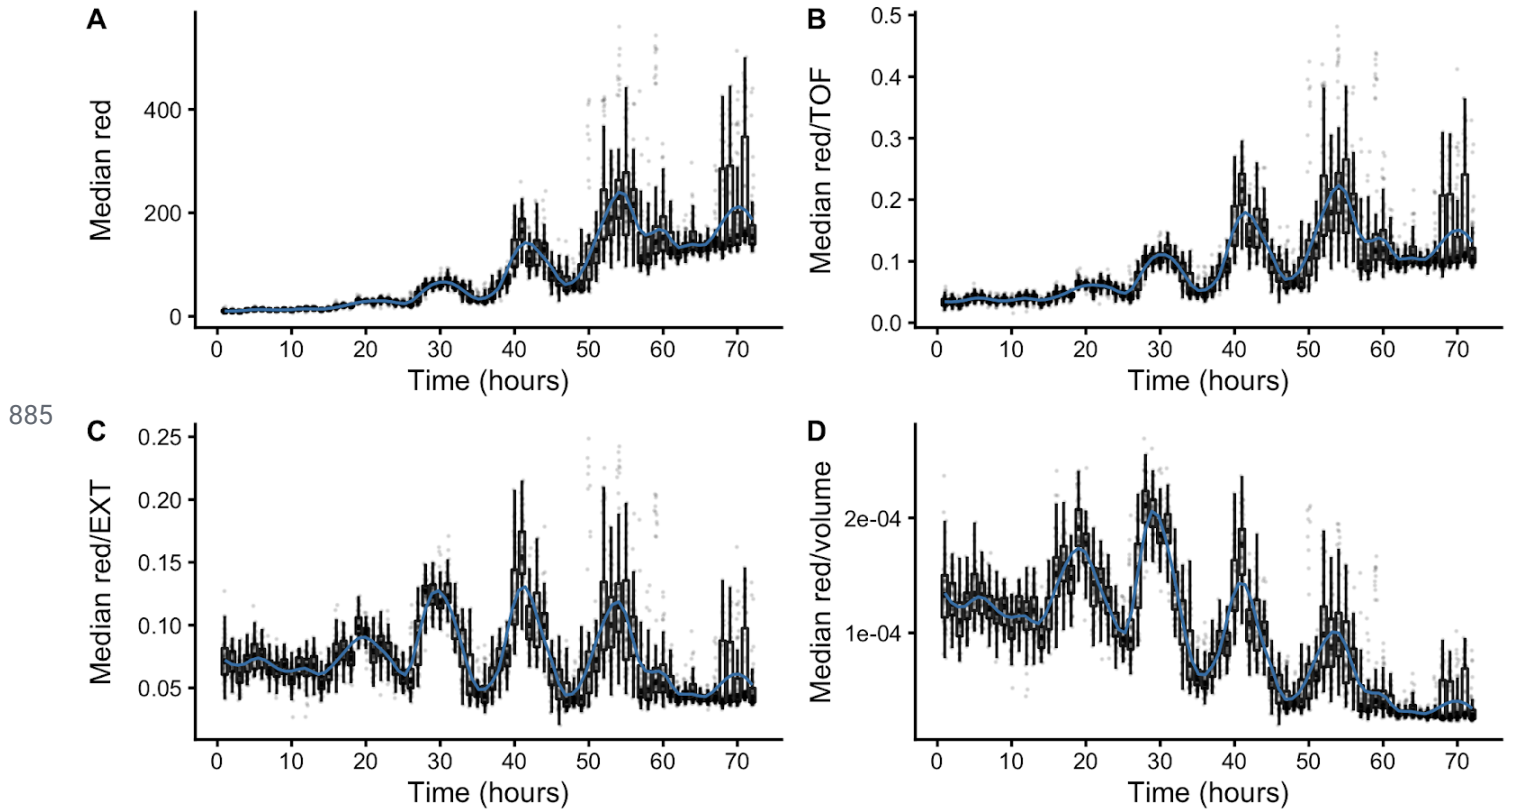 A
Median red
400
200
0
0 10 20 30 40 50 60 70
Time (hours)
B
Median red/TOF
0.5
0.4
0.3
0.2
0.1
0.0
0 10 20 30 40 50 60 70
Time (hours)
885
C
Median red/EXT
0.25
0.20
0.15
0.10
0.05
0 10 20 30 40 50 60 70
Time (hours)
D
Median red/volume
2e-04
1e-04
0 10 20 30 40 50 60 70
Time (hours)